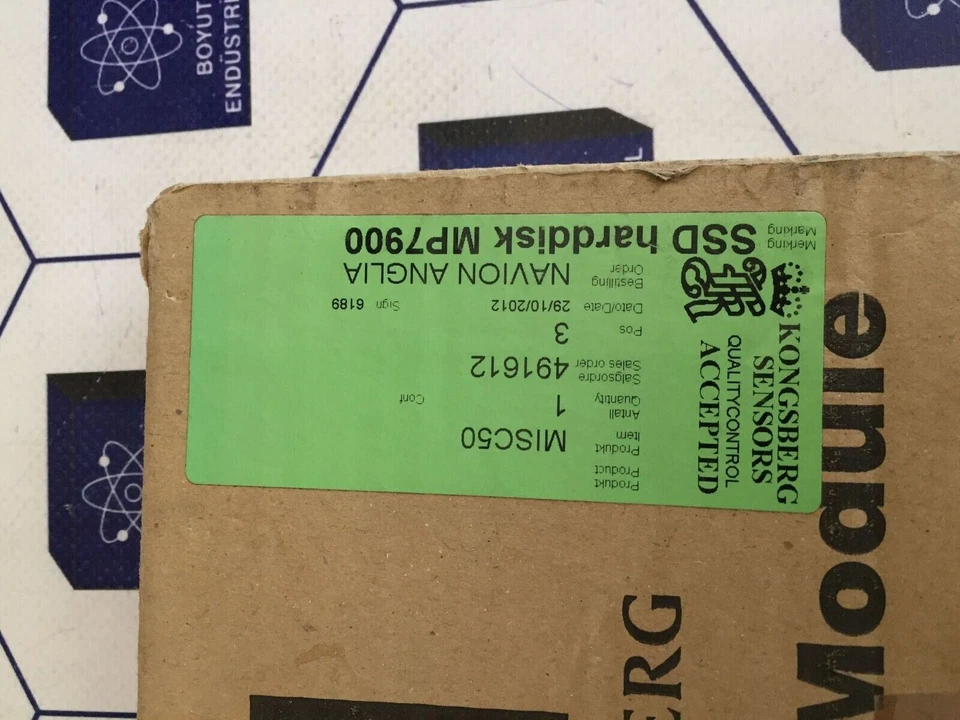 BOYUT
ENDÜSTRİ
Produkt
Product
Produkt
Item MISC50
Antall
Quantity 1 Conf
Salgsordre
Sales order 491612
Pos 3
Dato/Date 29/10/2012 Sign 6189
Bestilling
Order NAVION ANGLIA
Merking
Marking SSD harddisk MP7900
KONGSBERG
SENSORS
QUALITYCONTROL
ACCEPTED
Module
ERG